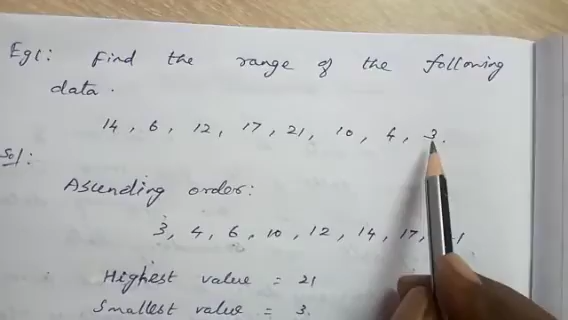 Eg1: Find the range of the following
data.
14, 6, 12, 17, 21, 10, 4, 3.
Sol:
Ascending order:
3, 4, 6, 10, 12, 14, 17,
Highest value = 21
Smallest value = 3.